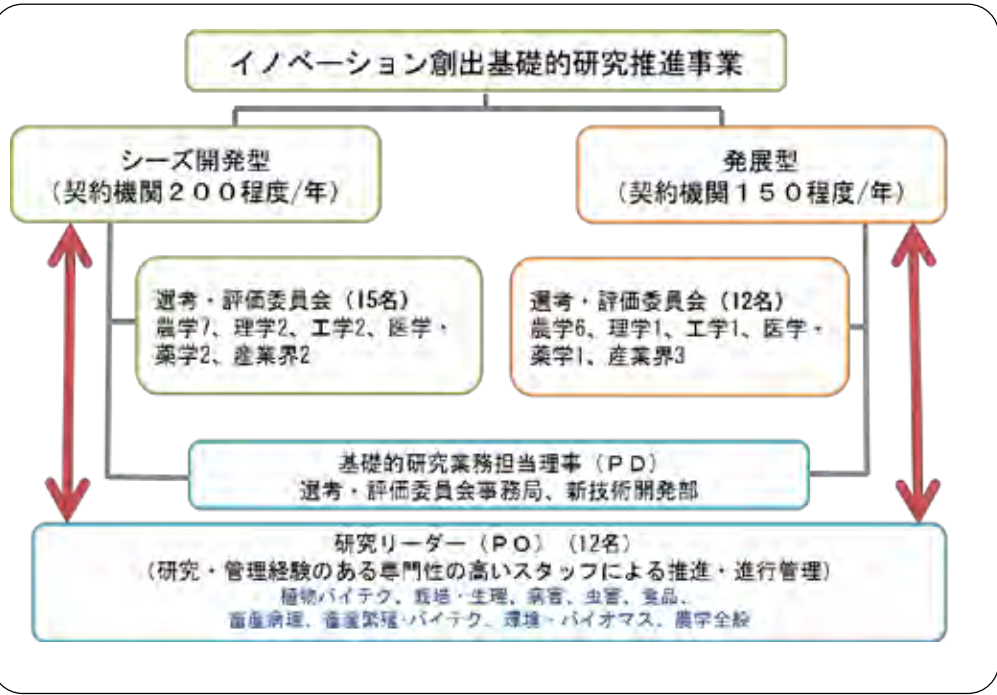 イノベーション創出基礎的研究推進事業
シーズ開発型
（契約機関２００程度/年）
発展型
（契約機関１５０程度/年）
選考・評価委員会（15名）
農学7、理学2、工学2、医学・
薬学2、産業界2
選考・評価委員会（12名）
農学6、理学1、工学1、医学・
薬学1、産業界3
基礎的研究業務担当理事（ＰＤ）
選考・評価委員会事務局、新技術開発部
研究リーダー（ＰＯ）（12名）
（研究・管理経験のある専門性の高いスタッフによる推進・進行管理）
植物バイテク、栽培・生理、病害、虫害、食品、
畜産病理、畜産繁殖・バイテク、環境・バイオマス、農学全般